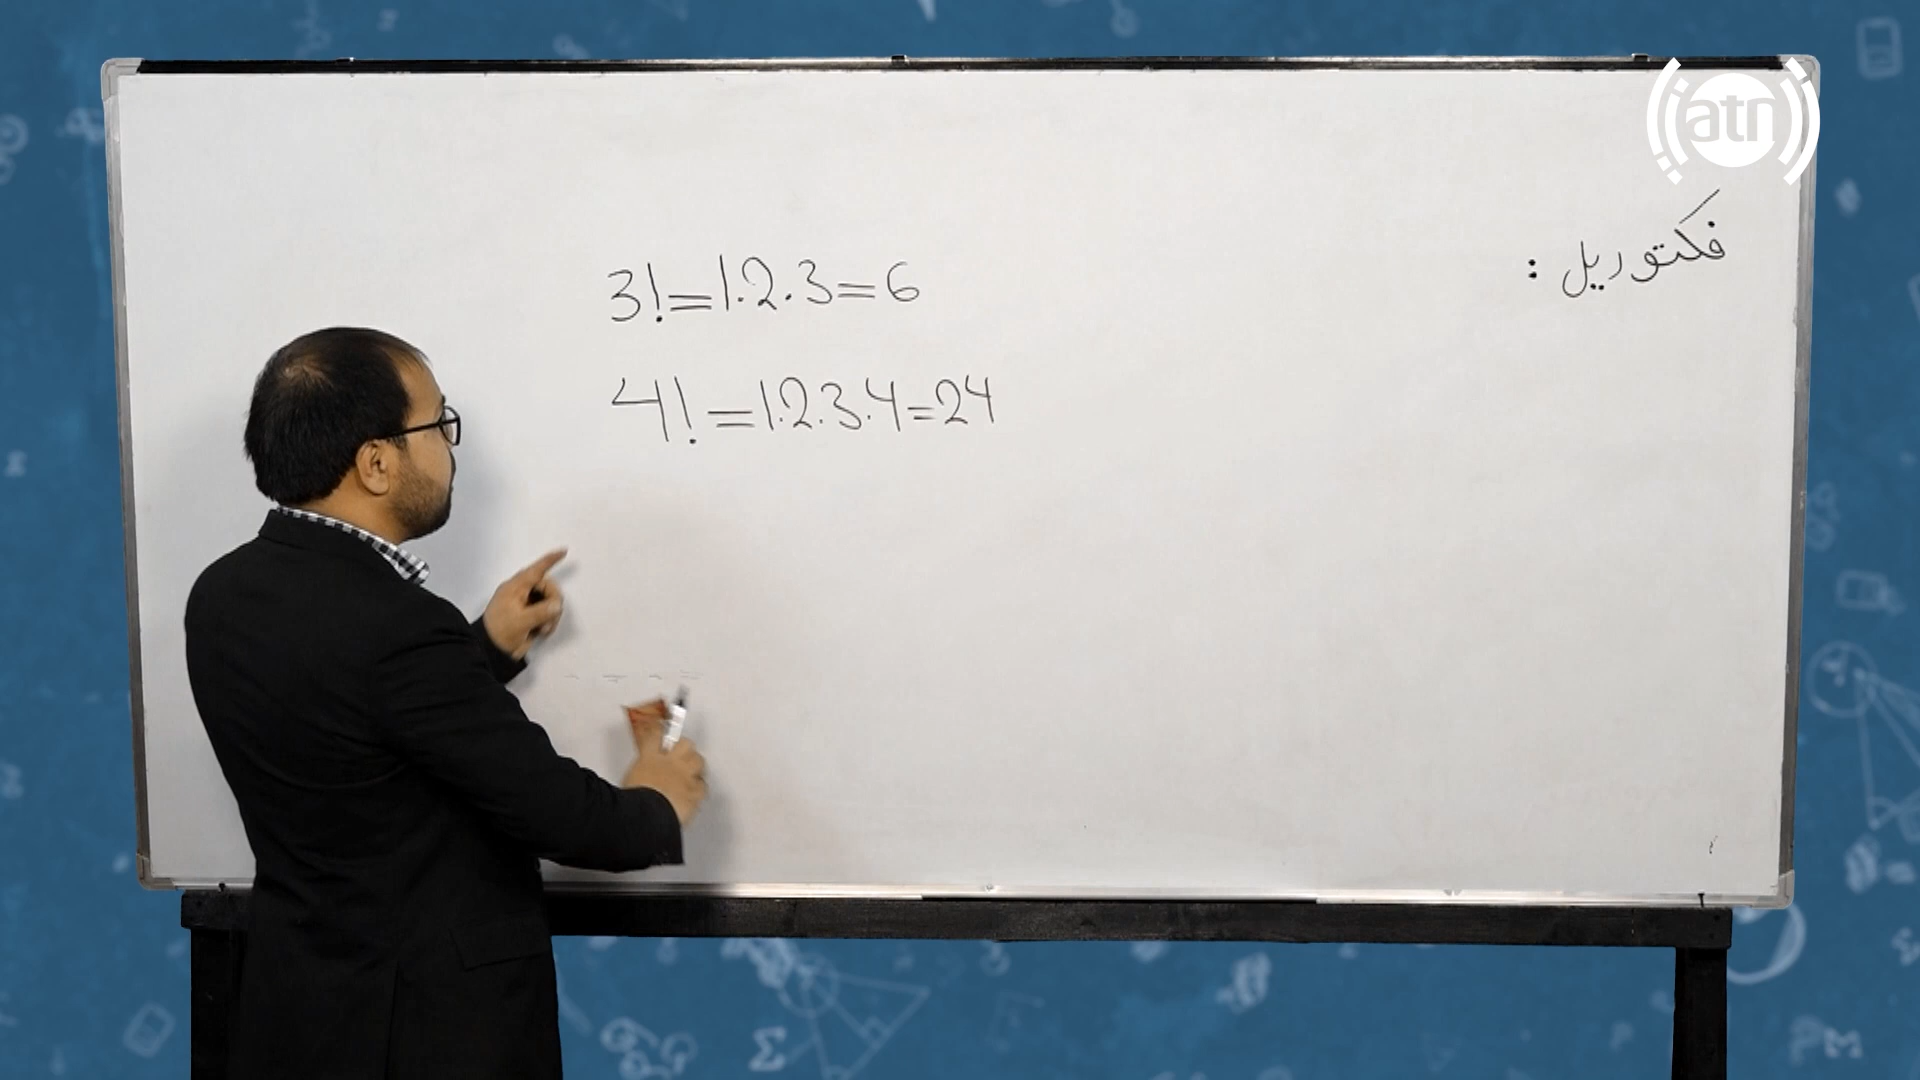 atn
فکتوریل :
3! = 1.2.3 = 6
4! = 1.2.3.4 = 24